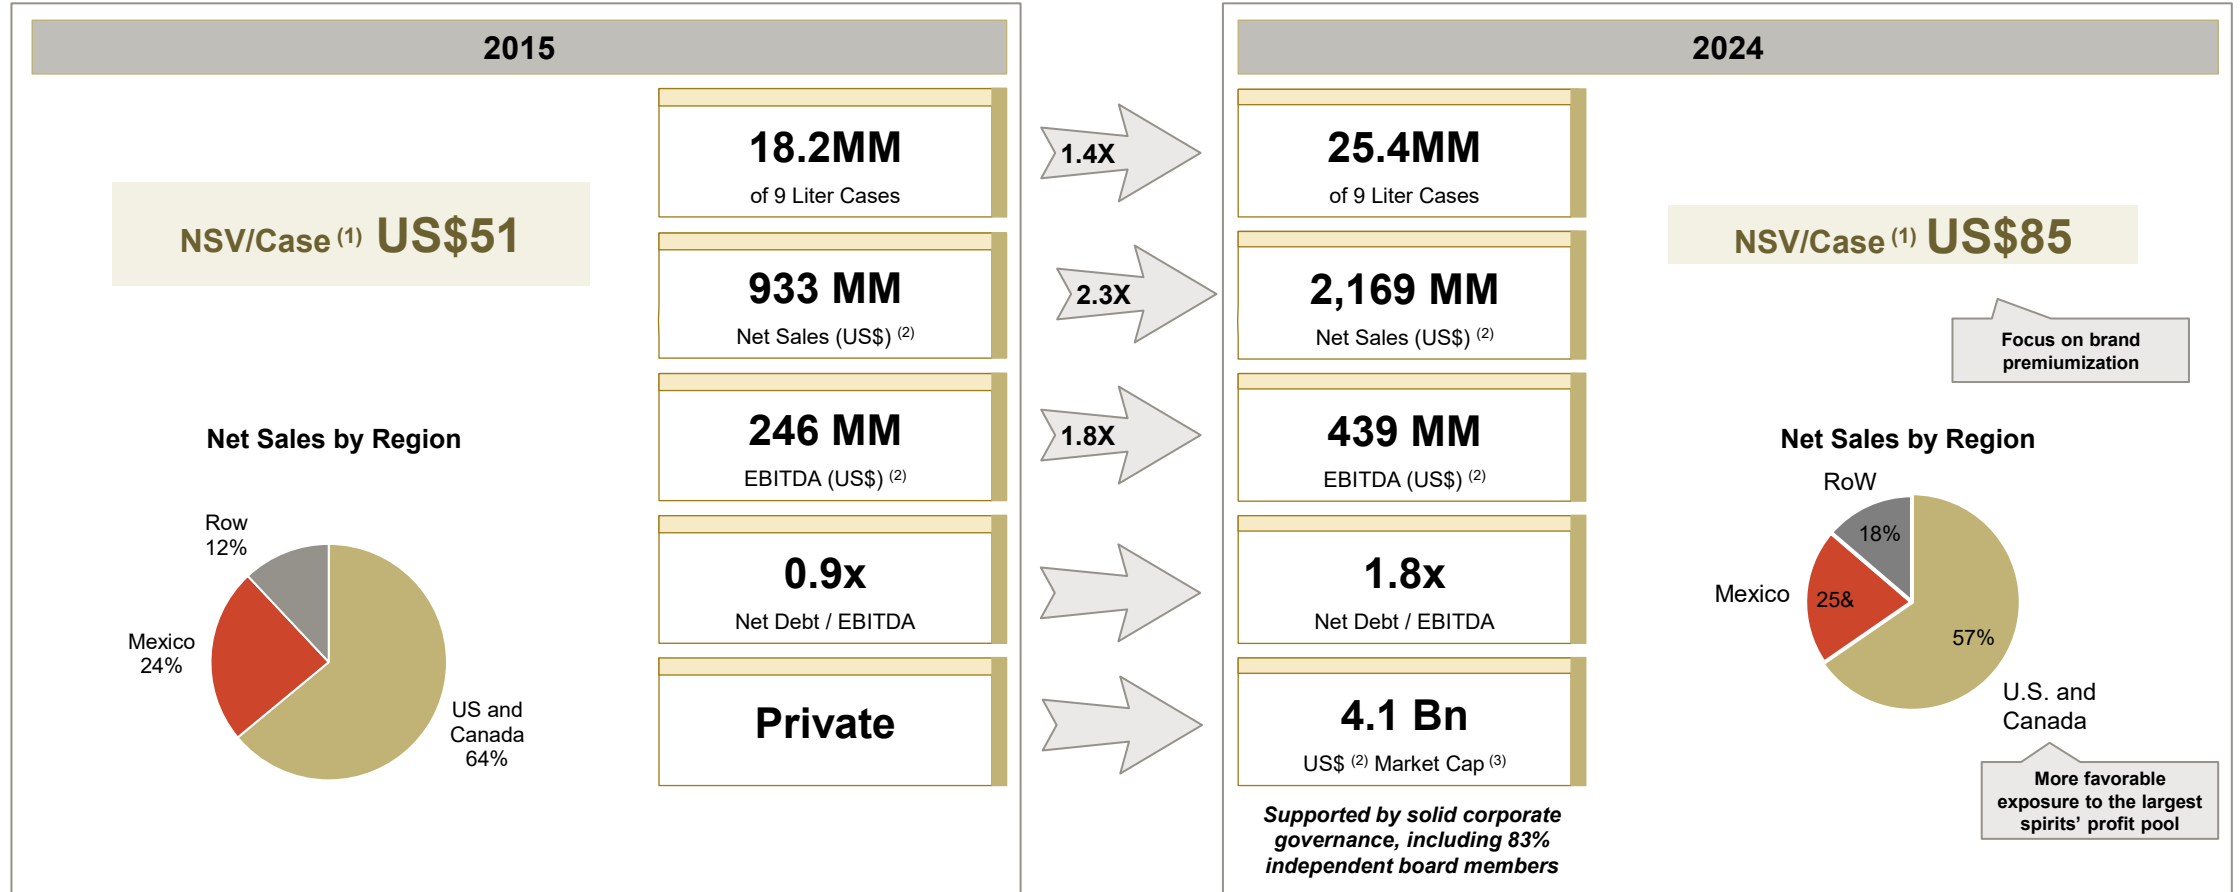 2015
NSV/Case (1) US$51
18.2MM
of 9 Liter Cases
933 MM
Net Sales (US$) (2)
246 MM
EBITDA (US$) (2)
0.9x
Net Debt / EBITDA
Private
Net Sales by Region
Row
12%
Mexico
24%
US and
Canada
64%
1.4X
2.3X
1.8X
2024
25.4MM
of 9 Liter Cases
2,169 MM
Net Sales (US$) (2)
439 MM
EBITDA (US$) (2)
1.8x
Net Debt / EBITDA
4.1 Bn
US$ (2) Market Cap (3)
Supported by solid corporate
governance, including 83%
independent board members
NSV/Case (1) US$85
Focus on brand
premiumization
Net Sales by Region
RoW
18%
Mexico
25&
57%
U.S. and
Canada
More favorable
exposure to the largest
spirits’ profit pool